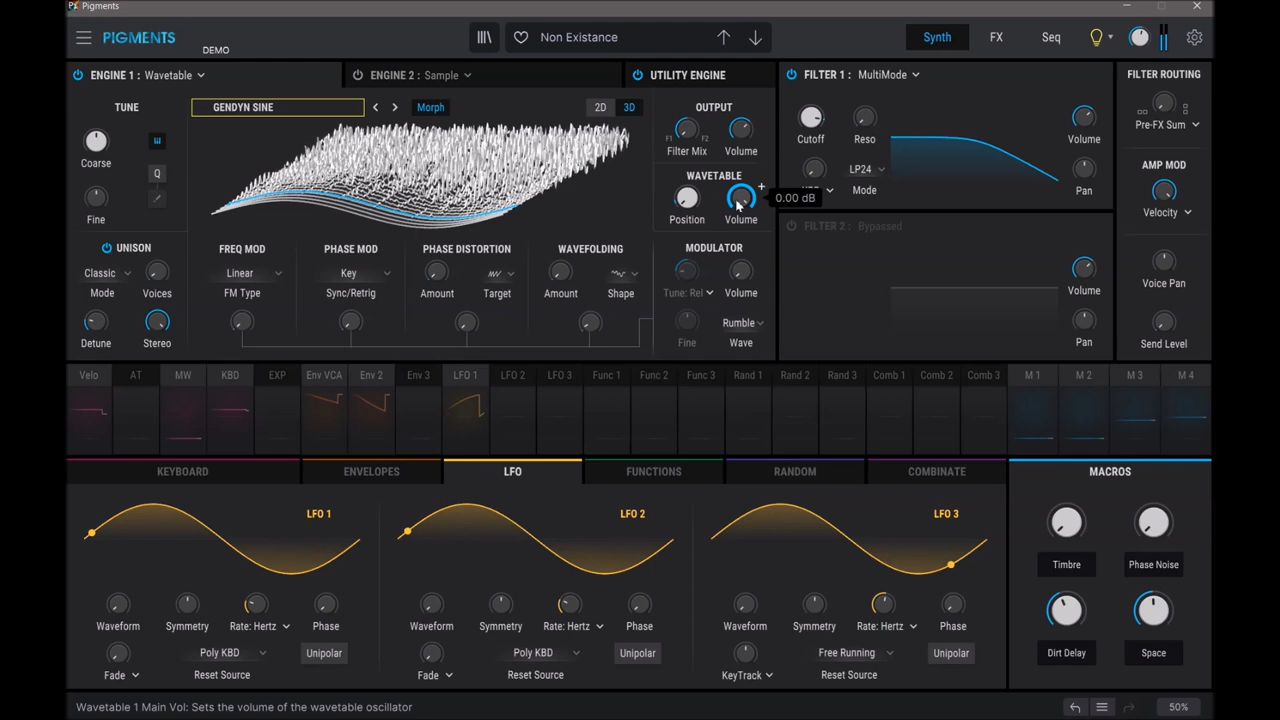 Pigments
PIGMENTS
DEMO
Non Existance
Synth
FX
Seq
ENGINE 1: Wavetable
ENGINE 2: Sample
UTILITY ENGINE
FILTER 1: MultiMode
FILTER ROUTING
TUNE
GENDYN SINE
Morph
2D
3D
OUTPUT
Coarse
F1
F2
Filter Mix
Volume
Cutoff
Reso
Volume
Pre-FX Sum
Q
WAVETABLE
LP24
Mode
Pan
AMP MOD
0.00 dB
Fine
Position
Volume
Velocity
FILTER 2: Bypassed
UNISON
FREQ MOD
PHASE MOD
PHASE DISTORTION
WAVEFOLDING
MODULATOR
Classic
Linear
Key
Mode
Voices
FM Type
Sync/Retrig
Amount
Target
Amount
Shape
Tune: Rel
Volume
Volume
Voice Pan
Rumble
Detune
Stereo
Fine
Wave
Pan
Send Level
Velo
AT
MW
KBD
EXP
Env VCA
Env 2
Env 3
LFO 1
LFO 2
LFO 3
Func 1
Func 2
Func 3
Rand 1
Rand 2
Rand 3
Comb 1
Comb 2
Comb 3
M 1
M 2
M 3
M 4
KEYBOARD
ENVELOPES
LFO
FUNCTIONS
RANDOM
COMBINATE
MACROS
LFO 1
LFO 2
LFO 3
Timbre
Phase Noise
Waveform
Symmetry
Rate: Hertz
Phase
Waveform
Symmetry
Rate: Hertz
Phase
Waveform
Symmetry
Rate: Hertz
Phase
Poly KBD
Unipolar
Poly KBD
Unipolar
Free Running
Unipolar
Dirt Delay
Space
Fade
Reset Source
Fade
Reset Source
KeyTrack
Reset Source
Wavetable 1 Main Vol: Sets the volume of the wavetable oscillator
50%